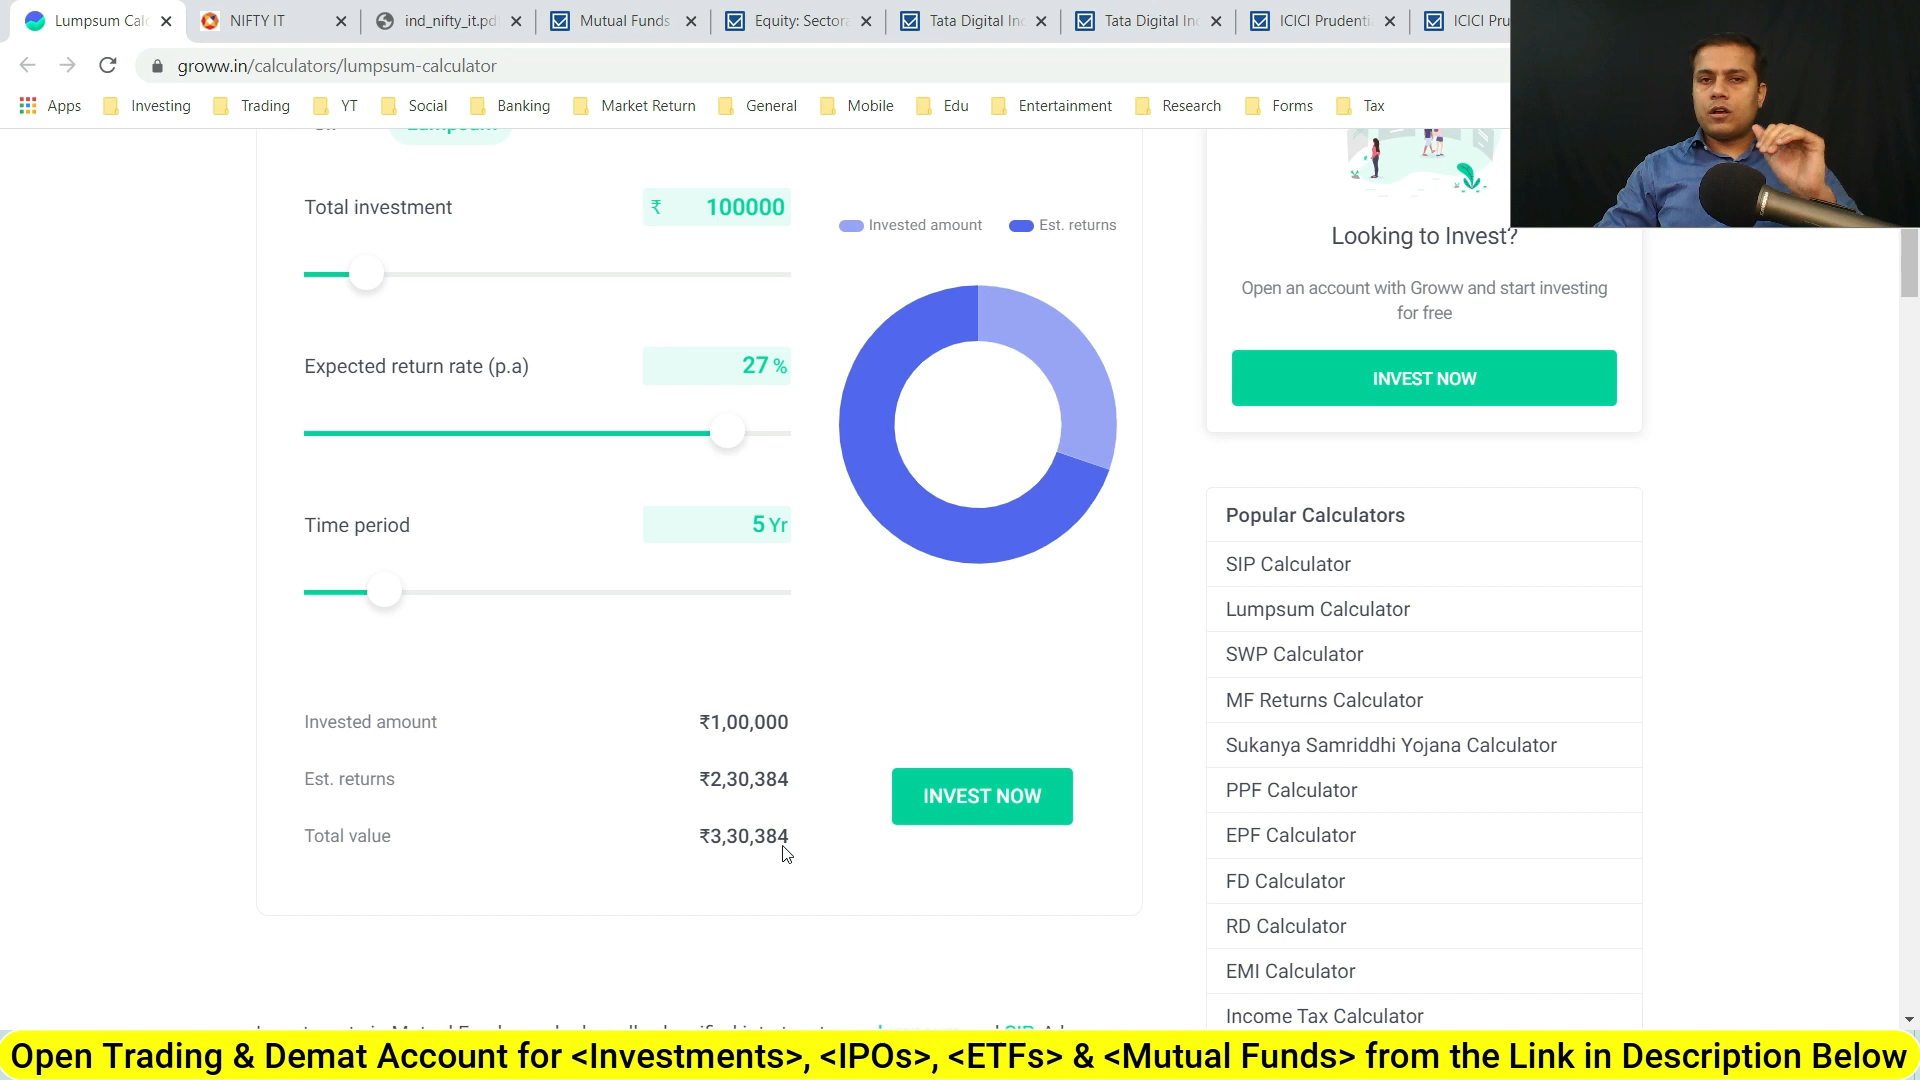 Lumpsum Calc
NIFTY IT
ind_nifty_it.pdf
Mutual Funds
Equity: Sectora
Tata Digital Ind
Tata Digital Ind
ICICI Prudentia
ICICI Pru
groww.in/calculators/lumpsum-calculator
Apps
Investing
Trading
YT
Social
Banking
Market Return
General
Mobile
Edu
Entertainment
Research
Forms
Tax
Lumpsum
Total investment
₹ 100000
Expected return rate (p.a)
27 %
Time period
5 Yr
Invested amount
Est. returns
Invested amount ₹1,00,000
Est. returns ₹2,30,384
Total value ₹3,30,384
INVEST NOW
Looking to Invest?
Open an account with Groww and start investing
for free
INVEST NOW
Popular Calculators
SIP Calculator
Lumpsum Calculator
SWP Calculator
MF Returns Calculator
Sukanya Samriddhi Yojana Calculator
PPF Calculator
EPF Calculator
FD Calculator
RD Calculator
EMI Calculator
Income Tax Calculator
Open Trading & Demat Account for <Investments>, <IPOs>, <ETFs> & <Mutual Funds> from the Link in Description Below